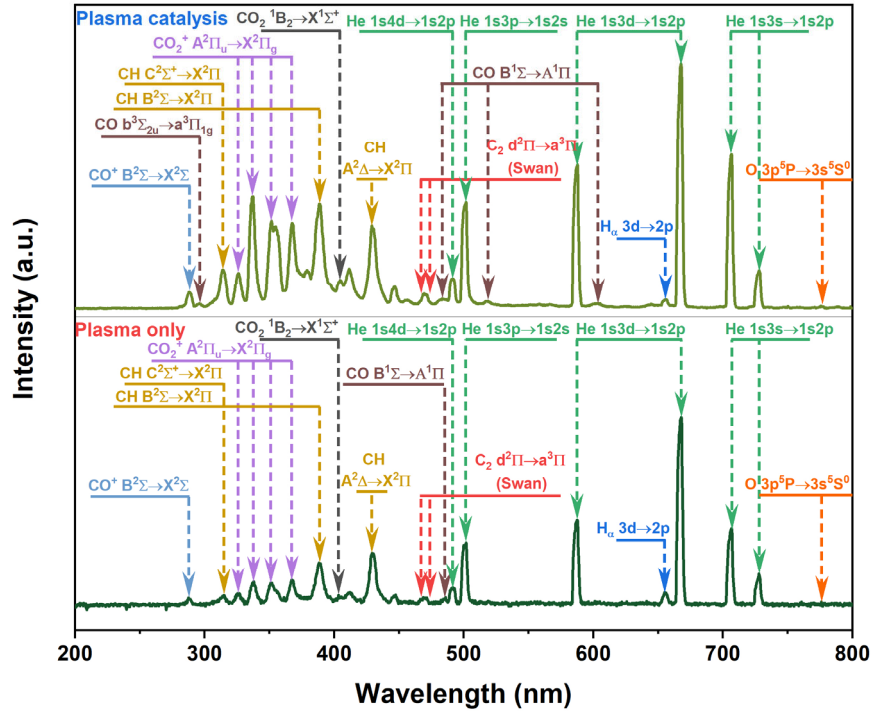 Plasma catalysis
CO₂ ¹B₂→X¹Σ⁺
He 1s4d→1s2p
He 1s3p→1s2s
He 1s3d→1s2p
He 1s3s→1s2p
CO₂⁺ A²Πᵤ→X²Π_g
CH C²Σ⁺→X²Π
CO B¹Σ→A¹Π
CH B²Σ→X²Π
CO b³Σ₂ᵤ→a³Π₁g
CH
A²Δ→X²Π
C₂ d²Π→a³Π
(Swan)
CO⁺ B²Σ→X²Σ
O 3p⁵P→3s⁵S⁰
Hα 3d→2p
Plasma only
CO₂ ¹B₂→X¹Σ⁺
He 1s4d→1s2p
He 1s3p→1s2s
He 1s3d→1s2p
He 1s3s→1s2p
CO₂⁺ A²Πᵤ→X²Π_g
CH C²Σ⁺→X²Π
CO B¹Σ→A¹Π
CH B²Σ→X²Π
CH
A²Δ→X²Π
C₂ d²Π→a³Π
(Swan)
CO⁺ B²Σ→X²Σ
O 3p⁵P→3s⁵S⁰
Hα 3d→2p
Intensity (a.u.)
200 300 400 500 600 700 800
Wavelength (nm)